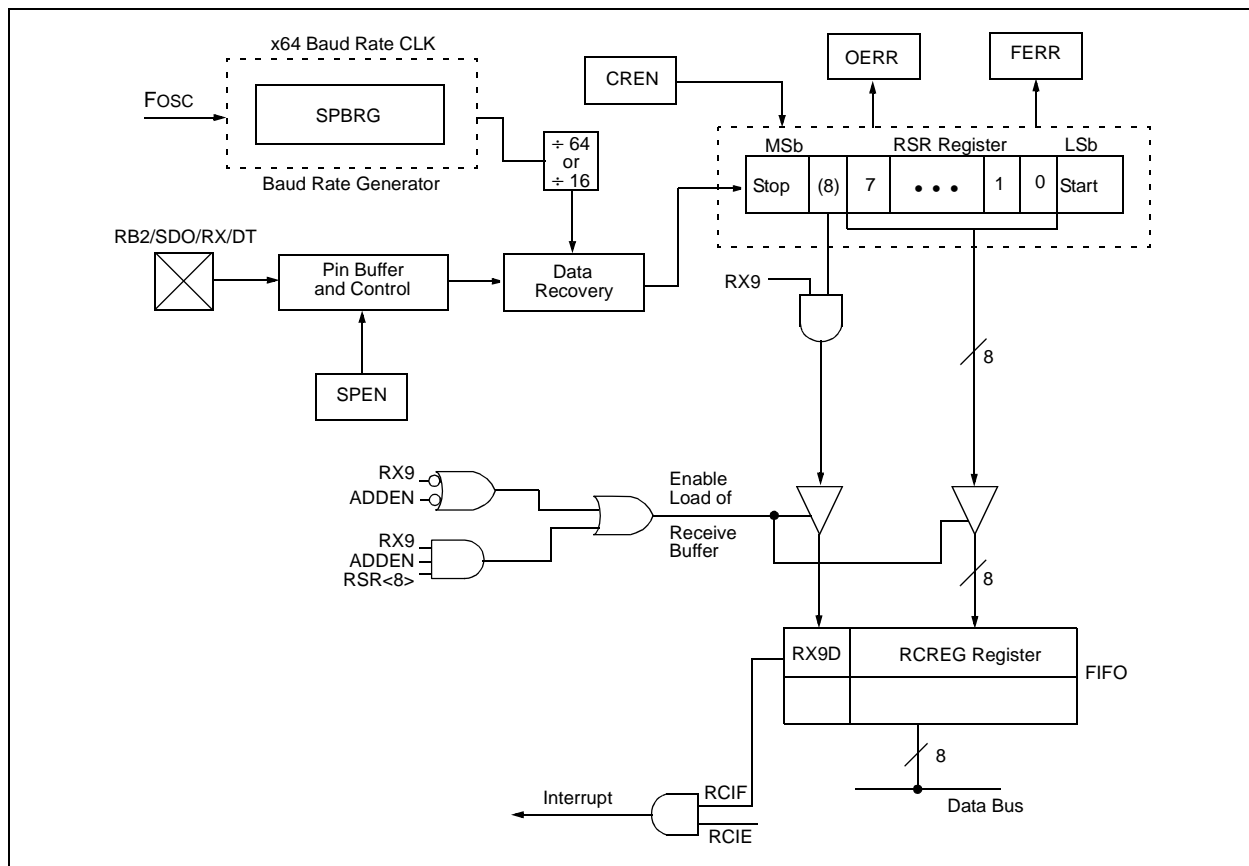 x64 Baud Rate CLK
FOSC
SPBRG
Baud Rate Generator
÷ 64
or
÷ 16
CREN
OERR
FERR
MSb
RSR Register
LSb
Stop
(8)
7
• • •
1
0
Start
RB2/SDO/RX/DT
Pin Buffer
and Control
Data
Recovery
SPEN
RX9
8
RX9
ADDEN
RX9
ADDEN
RSR<8>
Enable
Load of
Receive
Buffer
8
RX9D
RCREG Register
FIFO
8
Data Bus
Interrupt
RCIF
RCIE